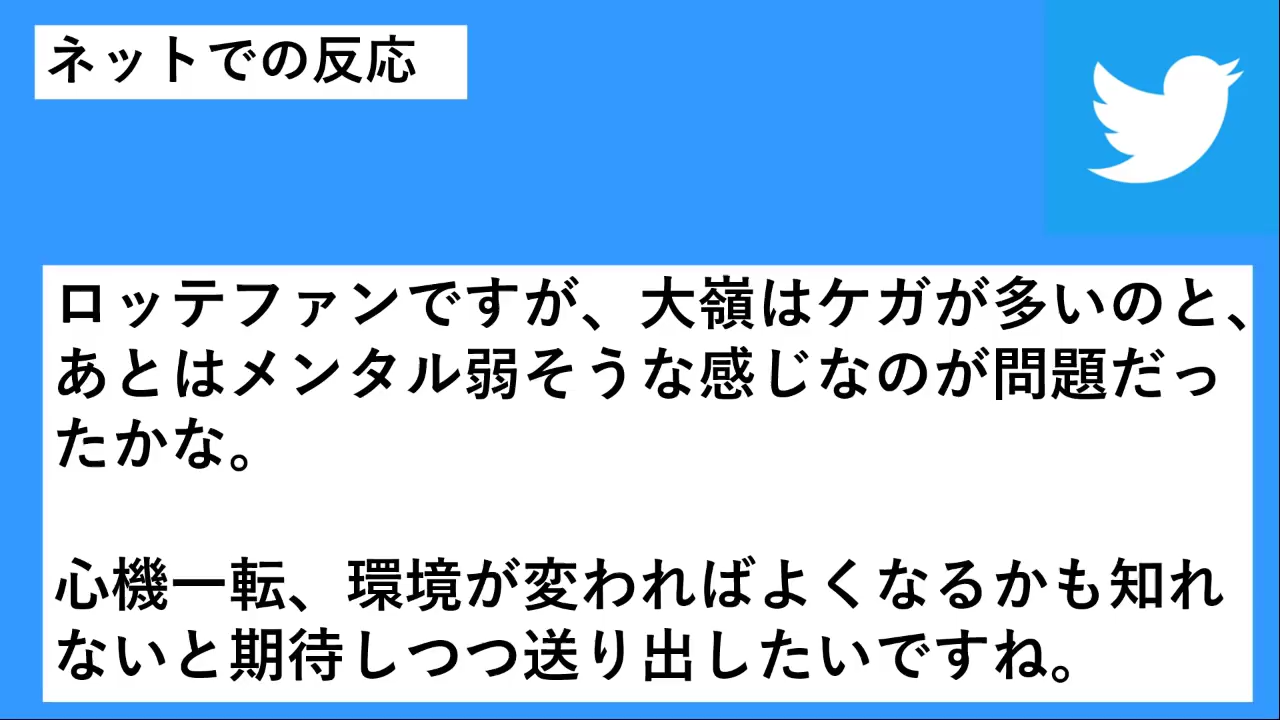 ネットでの反応
ロッテファンですが、大嶺はケガが多いのと、
あとはメンタル弱そうな感じなのが問題だっ
たかな。
心機一転、環境が変わればよくなるかも知れ
ないと期待しつつ送り出したいですね。